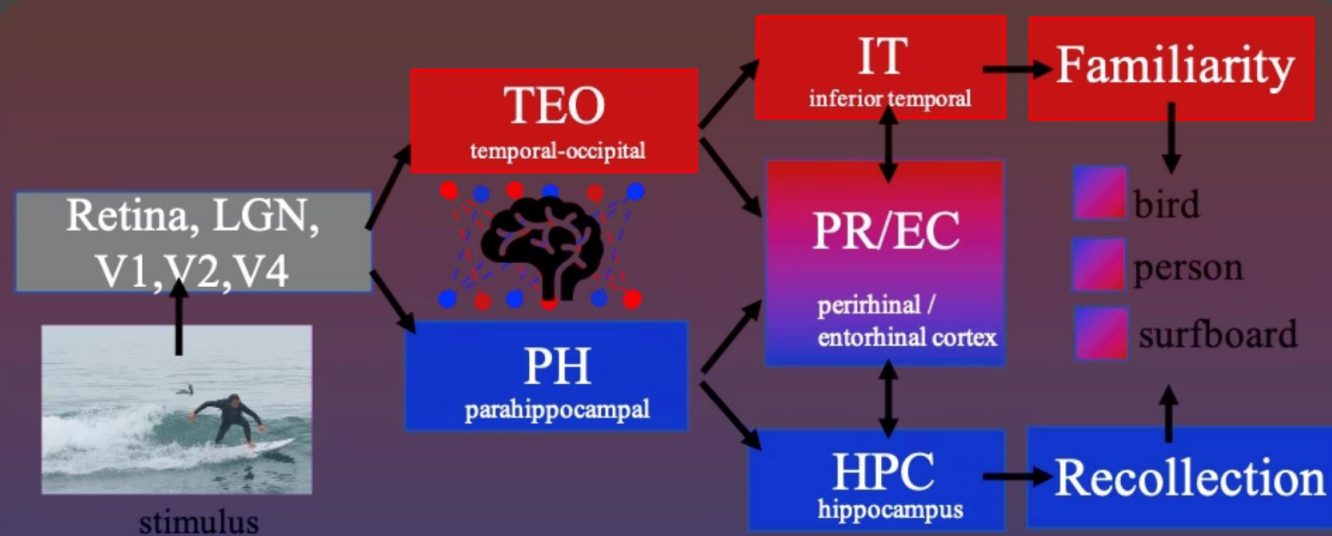 Retina, LGN,
V1,V2,V4
stimulus
TEO
temporal-occipital
PH
parahippocampal
IT
inferior temporal
PR/EC
perirhinal /
entorhinal cortex
HPC
hippocampus
Familiarity
bird
person
surfboard
Recollection